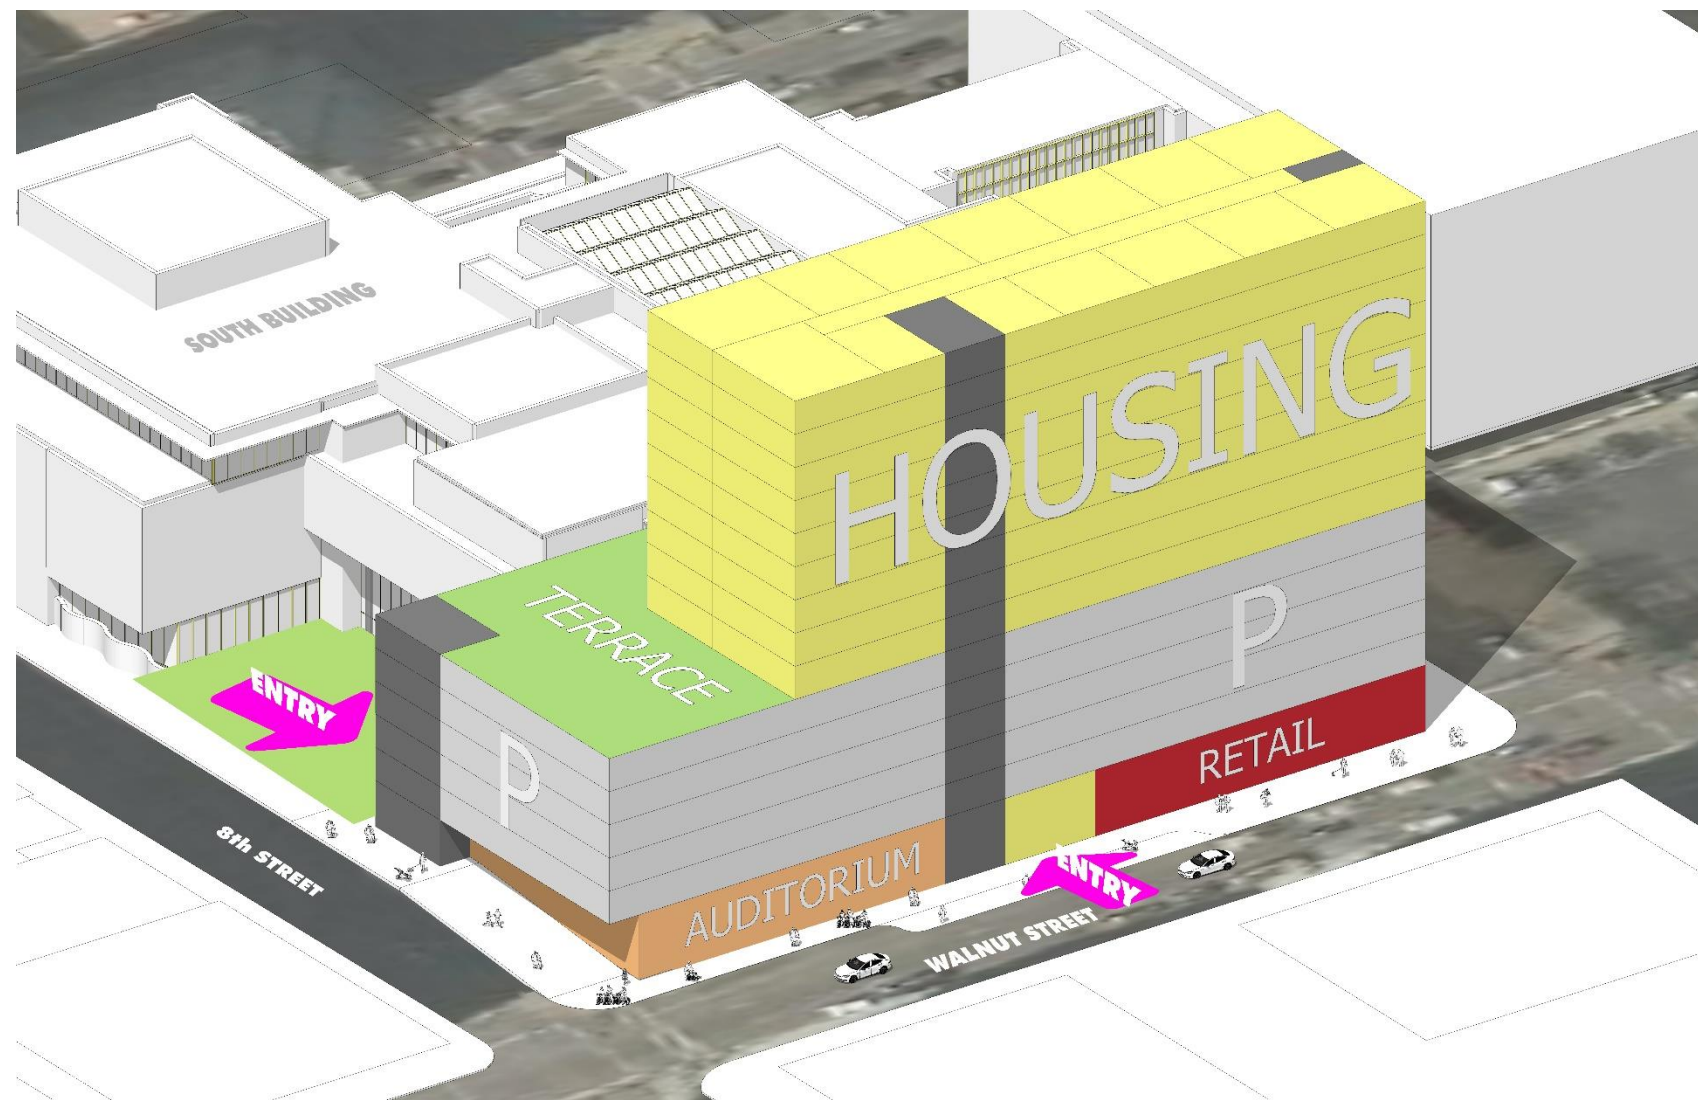 SOUTH BUILDING
HOUSING
TERRACE
P
ENTRY
P
RETAIL
8th STREET
AUDITORIUM
ENTRY
WALNUT STREET